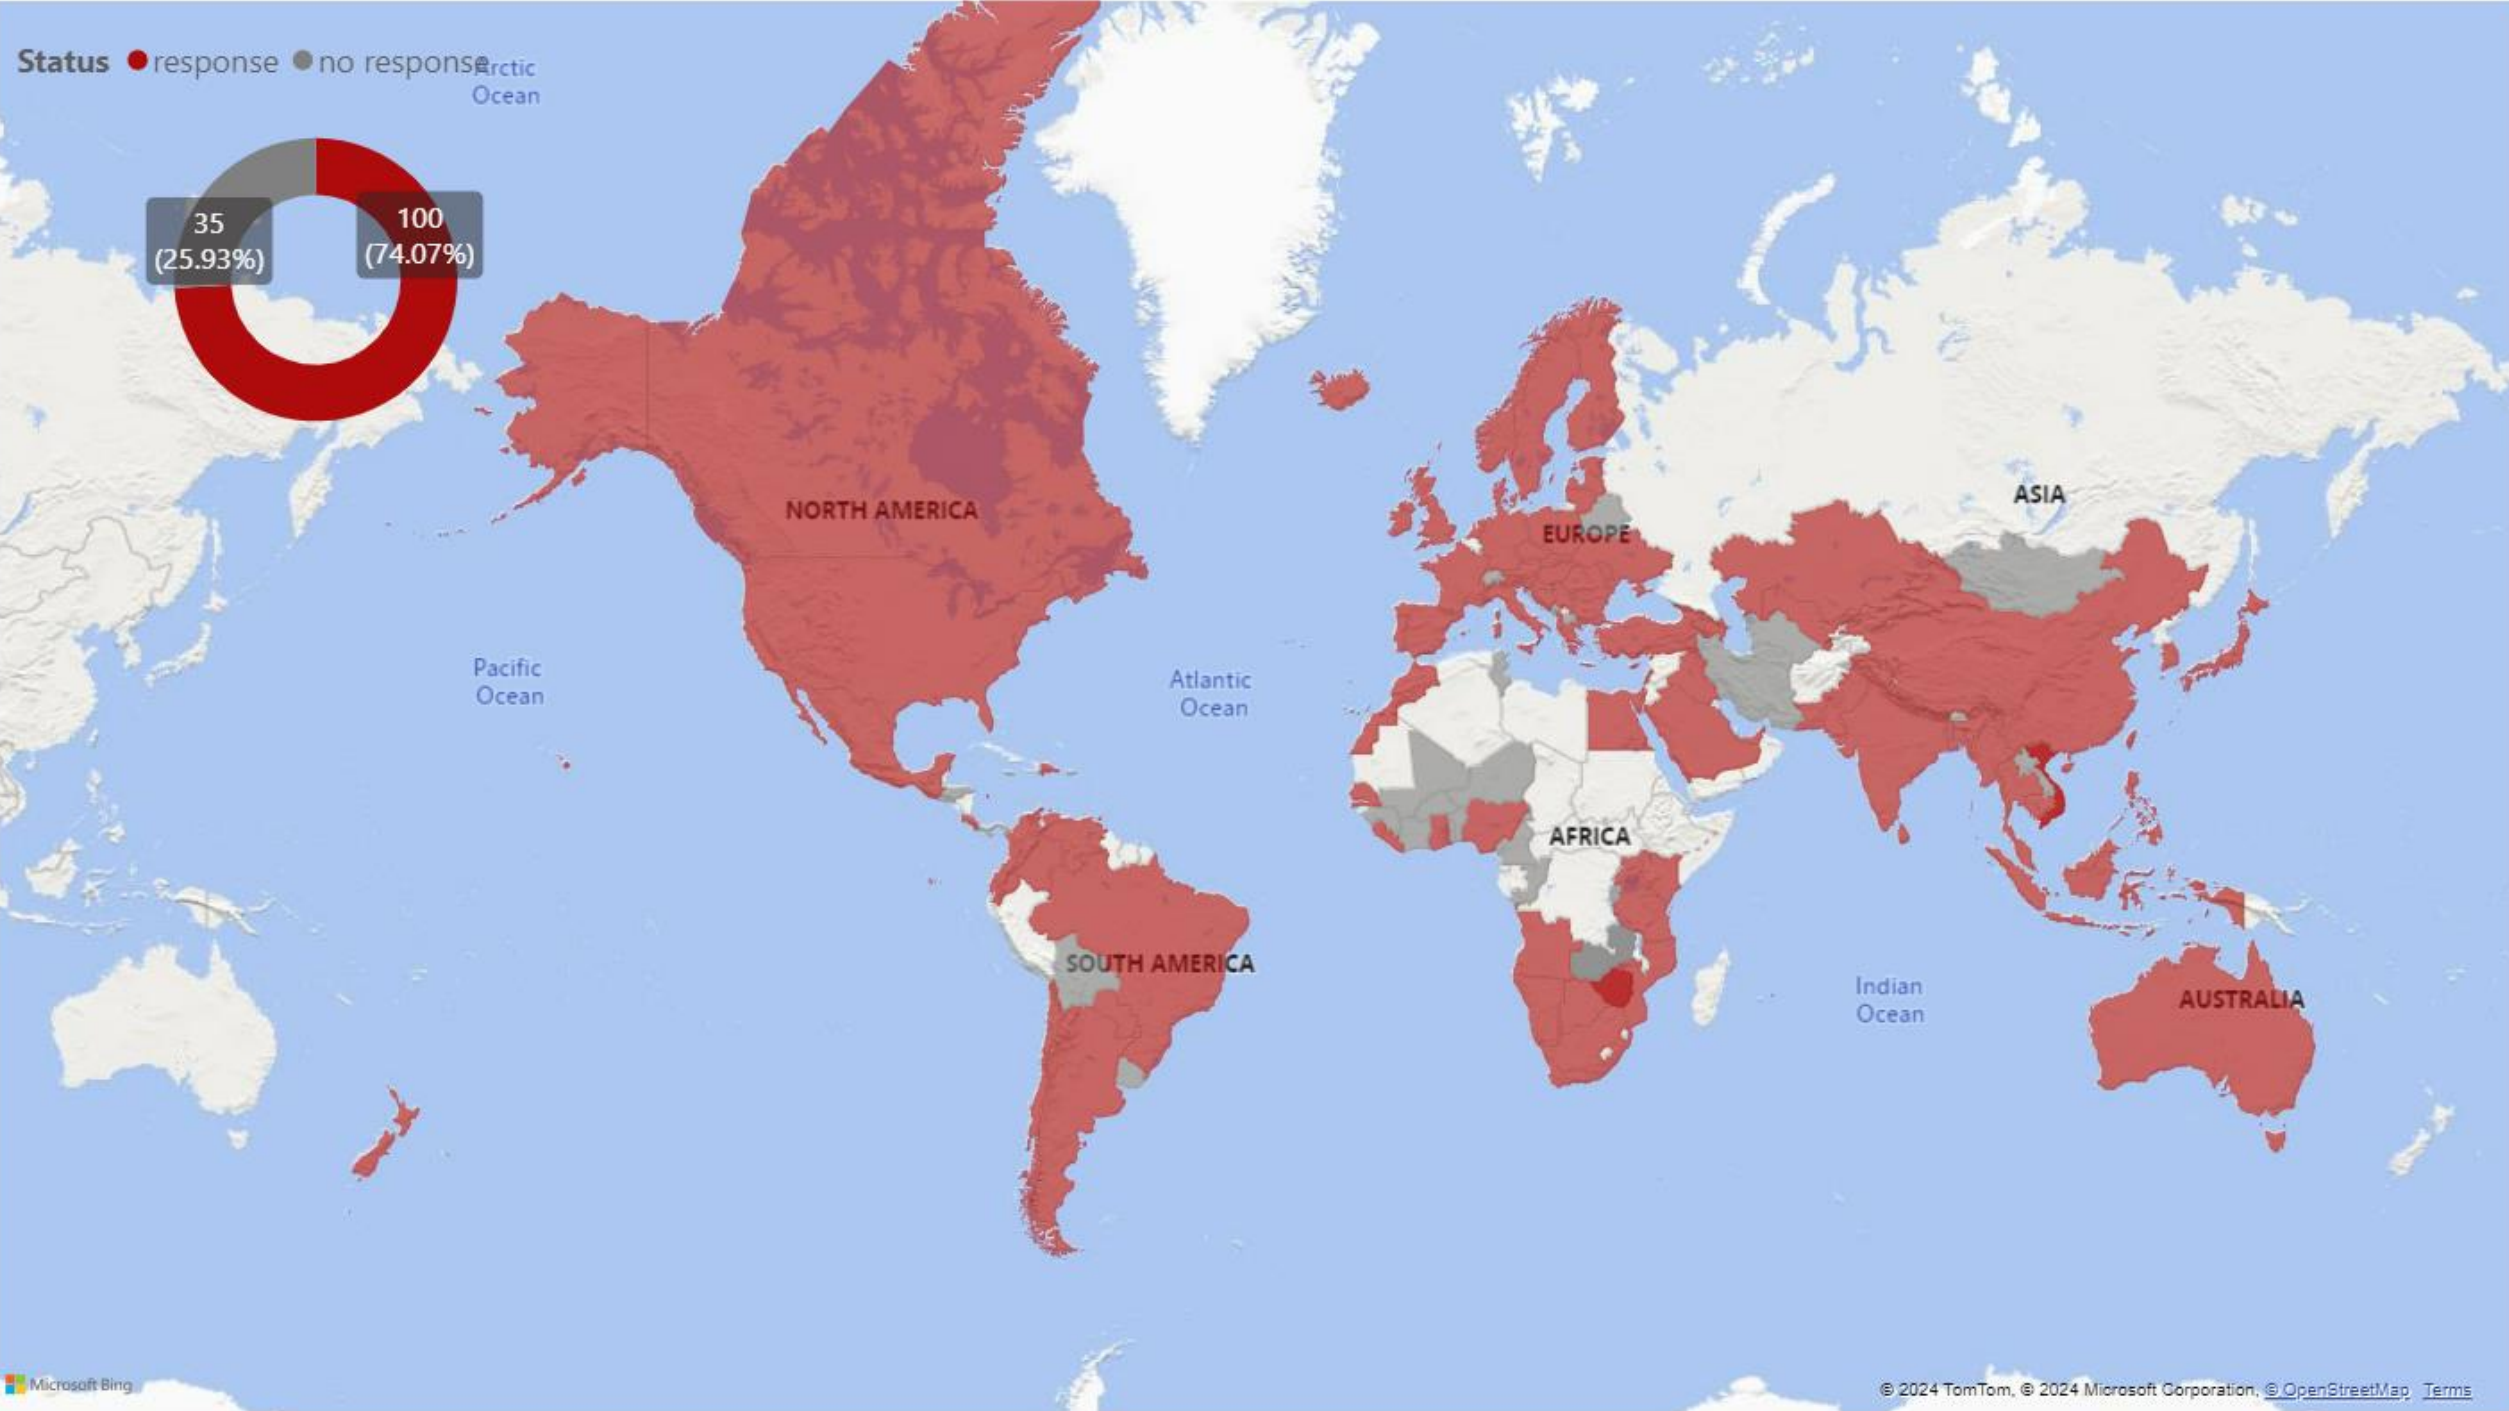 Status response no response
Arctic
Ocean
35
(25.93%)
100
(74.07%)
NORTH AMERICA
EUROPE
ASIA
Pacific
Ocean
Atlantic
Ocean
AFRICA
SOUTH AMERICA
Indian
Ocean
AUSTRALIA
Microsoft Bing
© 2024 TomTom, © 2024 Microsoft Corporation, © OpenStreetMap Terms